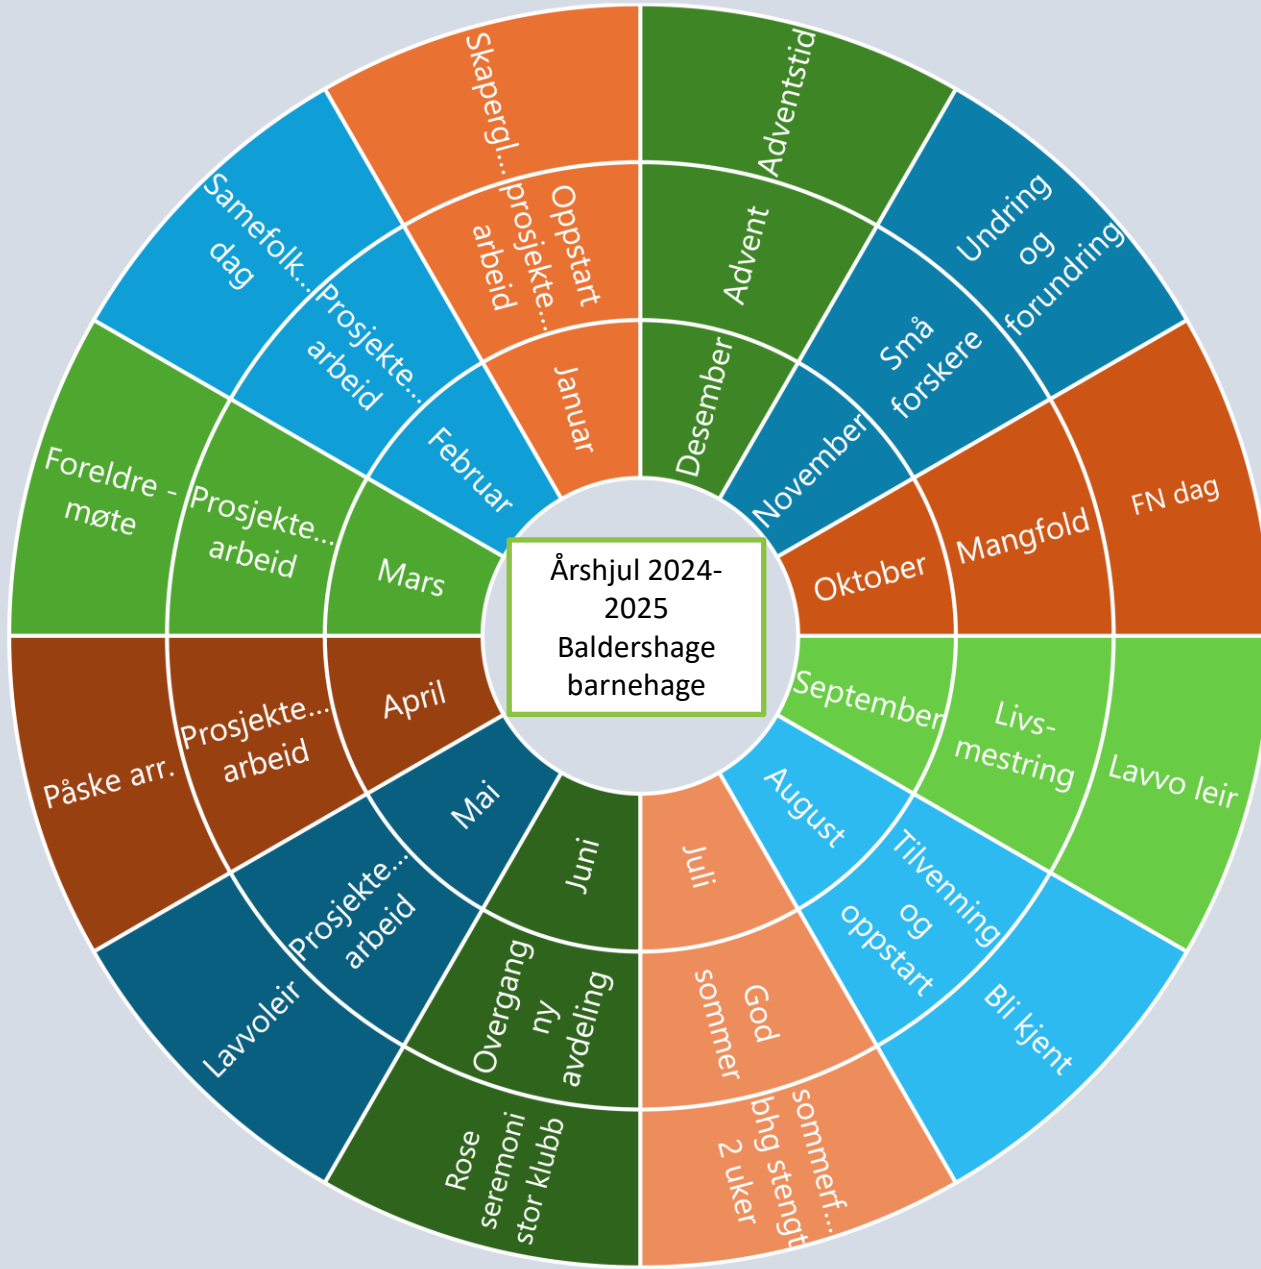 Årshjul 2024-
2025
Baldershage
barnehage
August
Tilvenning
og
oppstart
Bli kjent
September
Livs-
mestring
Lavvo leir
Oktober
Mangfold
FN dag
November
Små
forskere
Undring
og
forundring
Desember
Advent
Adventstid
Januar
Oppstart
prosjekte...
arbeid
Skapergl...
Februar
Prosjekte...
arbeid
Samefolk...
dag
Mars
Prosjekte...
arbeid
Foreldre -
møte
April
Prosjekte...
arbeid
Påske arr.
Mai
Prosjekte...
arbeid
Lavvoleir
Juni
Overgang
ny
avdeling
Rose
seremoni
stor klubb
Juli
God
sommer
sommerf...
bhg stengt
2 uker